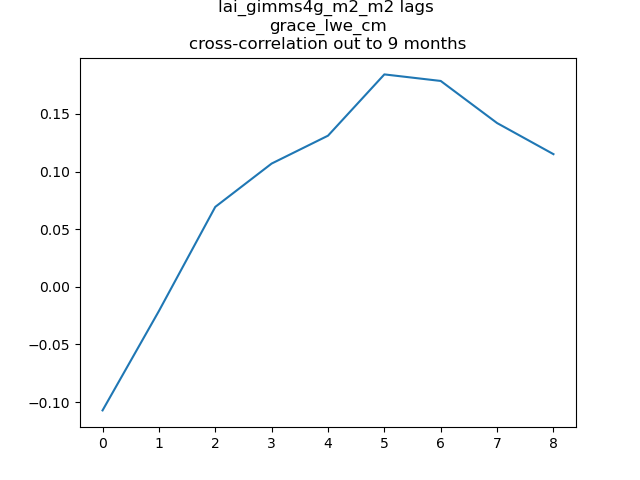 lai_gimms4g_m2_m2 lags
grace_lwe_cm
cross-correlation out to 9 months
0.15
0.10
0.05
0.00
−0.05
−0.10
0 1 2 3 4 5 6 7 8